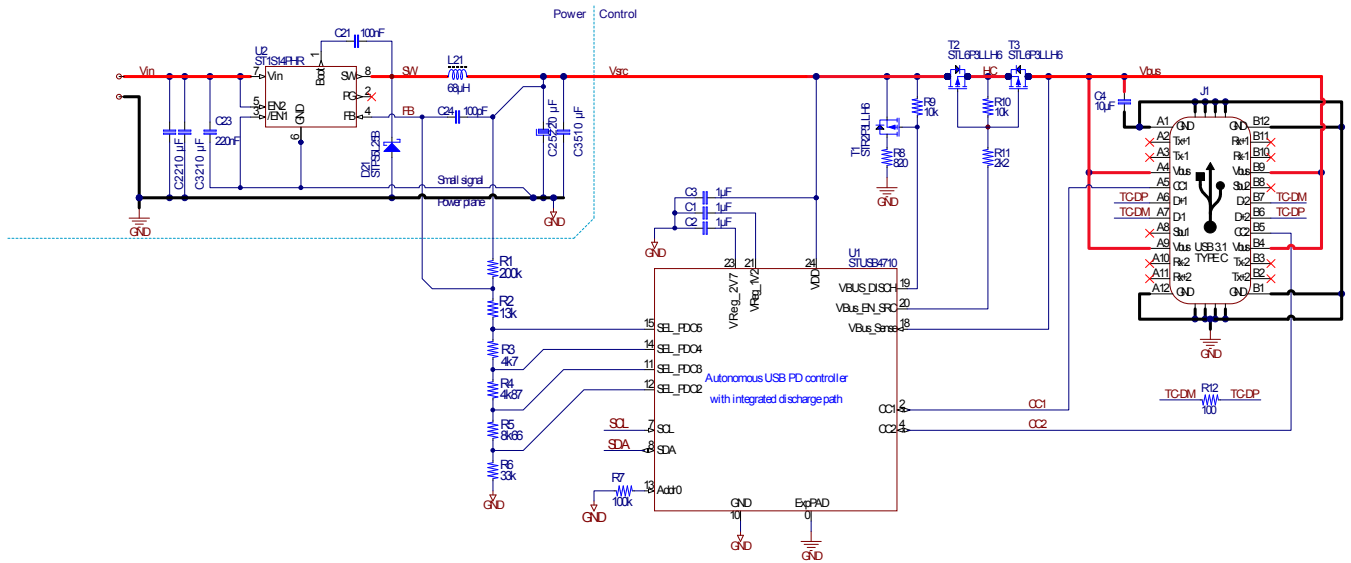 Power
Control
Vin
C22 10 µF
C32 10 µF
C23
220nF
GND
U2
ST1S14PHR
7
Vin
5
EN2
3
/EN1
GND
6
Boot
1
SW
8
PG
2
FB
4
C21
100nF
SW
FB
C24
100pF
D21
STPS5L25B
L21
68µH
Small signal
Power plane
C25 220 µF
C35 10 µF
GND
Vsrc
R1
200k
R2
13k
R3
4k7
R4
4k87
R5
8k66
R6
33k
GND
C3
1µF
C1
1µF
C2
1µF
GND
SCL
SDA
R7
100k
GND
U1
STUSB4710
23
VReg_2V7
21
VReg_1V2
24
VDD
15
SEL_PDO5
14
SEL_PDO4
11
SEL_PDO3
12
SEL_PDO2
7
SCL
8
SDA
13
Addr0
VBUS_DISCH
19
VBus_EN_SRC
20
VBus_Sense
18
CC1
2
CC2
4
Autonomous USB PD controller
with integrated discharge path
GND
10
ExpPAD
0
GND
GND
T1
STR2P3LLH6
R8
820
GND
R9
10k
T2
STL6P3LLH6
T3
STL6P3LLH6
HC
R10
10k
R11
2k2
Vbus
C4
10µF
CC1
CC2
J1
A1
GND
A2
Tx+1
A3
Tx-1
A4
Vbus
A5
CC1
A6
D+1
A7
D-1
A8
Sbu1
A9
Vbus
A10
Rx-2
A11
Rx+2
A12
GND
GND
B12
Rx+1
B11
Rx-1
B10
Vbus
B9
Sbu2
B8
D-2
B7
D+2
B6
CC2
B5
Vbus
B4
Tx-2
B3
Tx+2
B2
GND
B1
USB 3.1
TYPE C
TC-DP
TC-DM
TC-DM
TC-DP
GND
TC-DM
R12
100
TC-DP